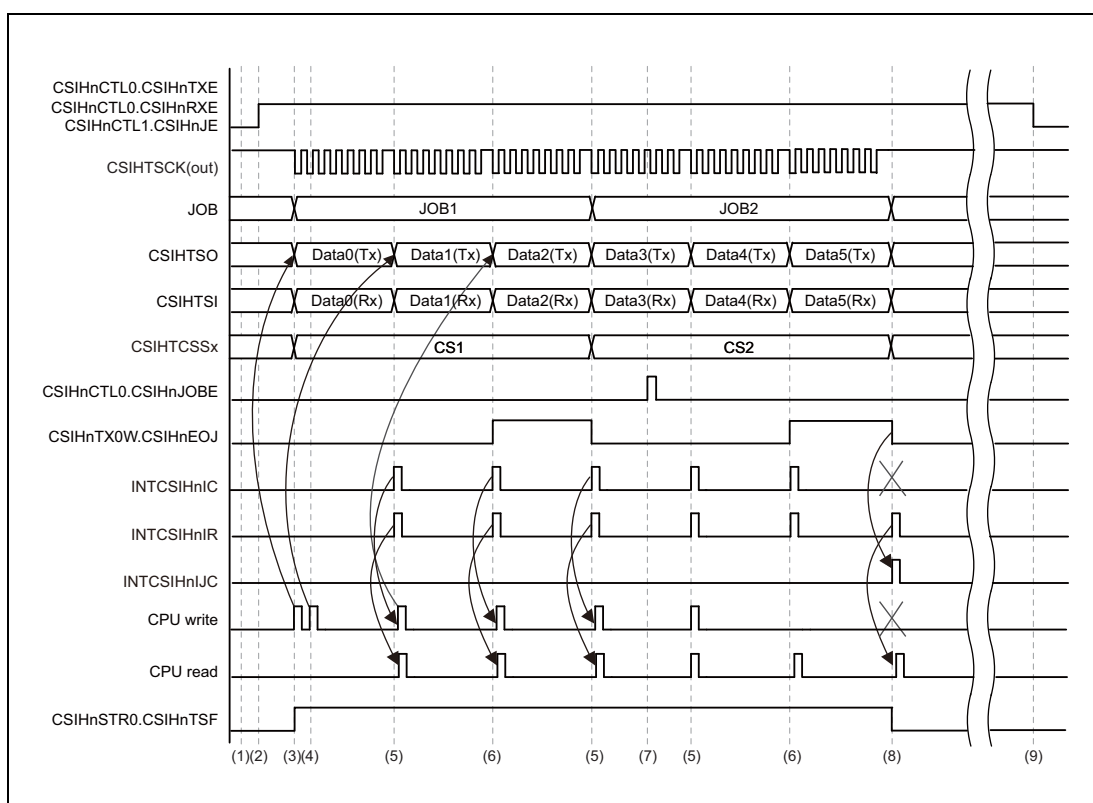 CSIHnCTL0.CSIHnTXE
CSIHnCTL0.CSIHnRXE
CSIHnCTL1.CSIHnJE
CSIHTSCK(out)
JOB JOB1 JOB2
CSIHTSO Data0(Tx) Data1(Tx) Data2(Tx) Data3(Tx) Data4(Tx) Data5(Tx)
CSIHTSI Data0(Rx) Data1(Rx) Data2(Rx) Data3(Rx) Data4(Rx) Data5(Rx)
CSIHTCSSx CS1 CS2
CSIHnCTL0.CSIHnJOBE
CSIHnTX0W.CSIHnEOJ
INTCSIHnIC
INTCSIHnIR
INTCSIHnIJC
CPU write
CPU read
CSIHnSTR0.CSIHnTSF
(1)(2) (3)(4) (5) (6) (5) (7) (5) (6) (8) (9)